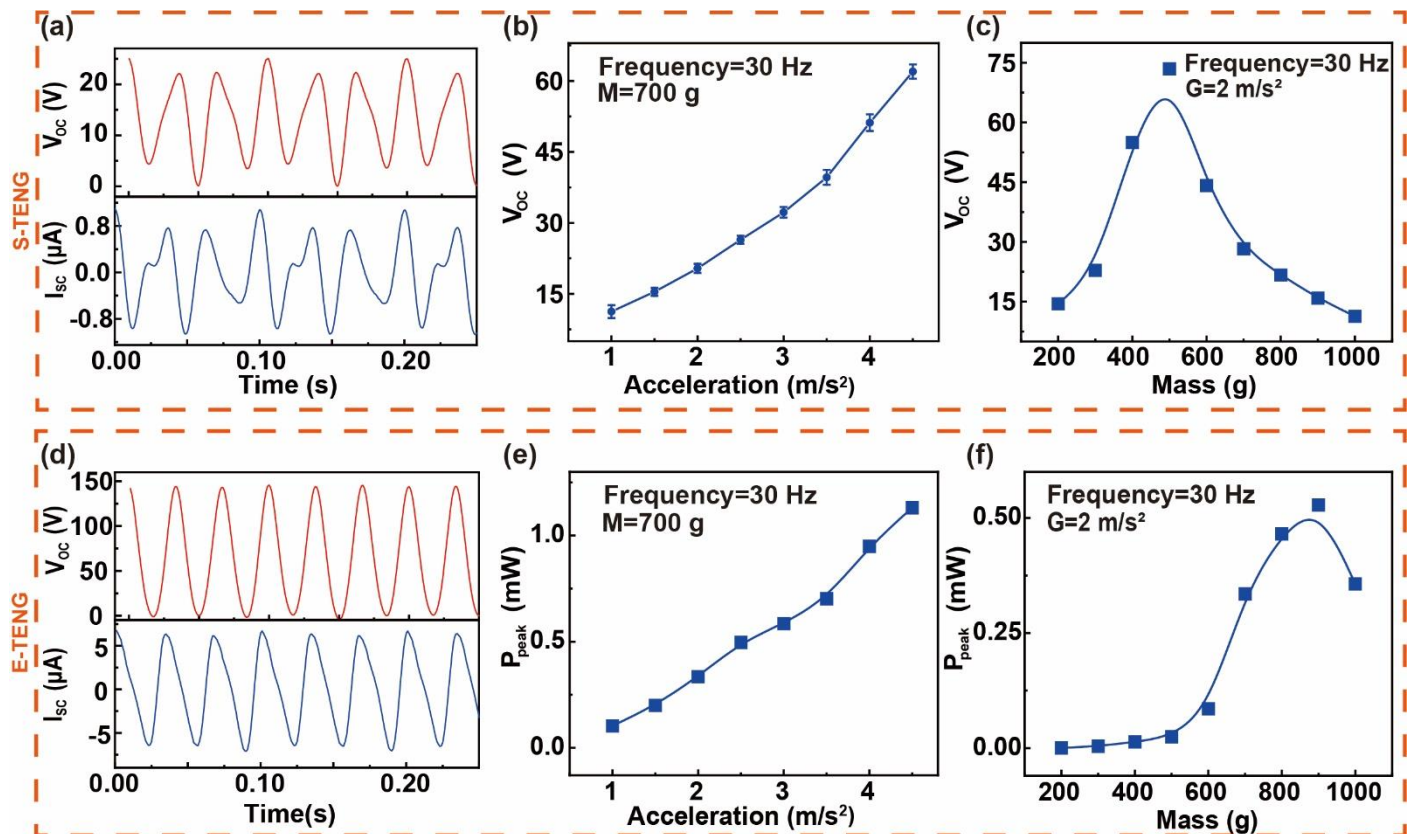 S-TENG
(a)
V_OC (V)
20
10
0
I_SC (μA)
0.8
0.0
-0.8
0.00 0.10 0.20
Time (s)
(b)
Frequency=30 Hz
M=700 g
V_OC (V)
60
45
30
15
1 2 3 4
Acceleration (m/s²)
(c)
Frequency=30 Hz
G=2 m/s²
V_OC (V)
75
60
45
30
15
200 400 600 800 1000
Mass (g)
E-TENG
(d)
V_OC (V)
150
100
50
0
I_SC (μA)
5
0
-5
0.00 0.10 0.20
Time(s)
(e)
Frequency=30 Hz
M=700 g
P_peak (mW)
1.0
0.5
0.0
1 2 3 4
Acceleration (m/s²)
(f)
Frequency=30 Hz
G=2 m/s²
P_peak (mW)
0.50
0.25
0.00
200 400 600 800 1000
Mass (g)